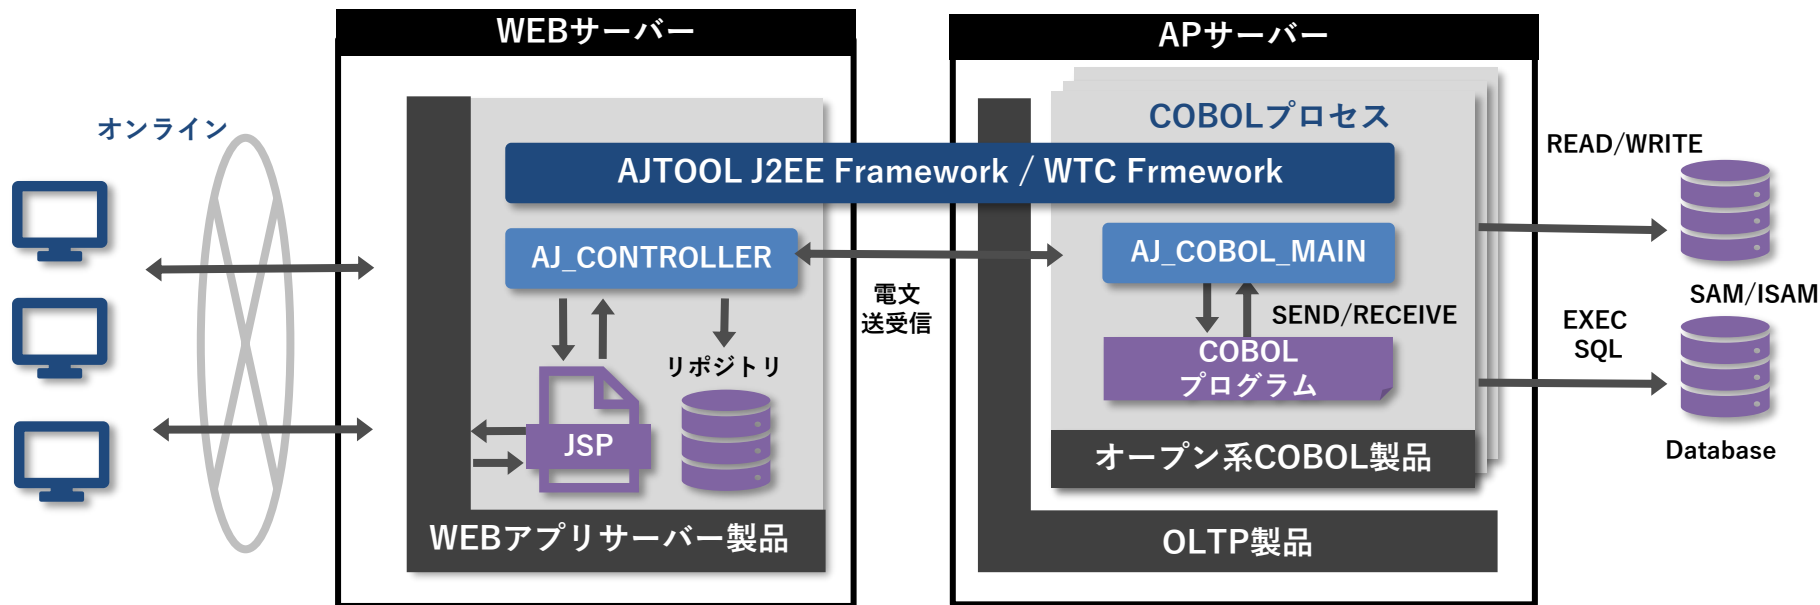 WEBサーバー
APサーバー
オンライン
COBOLプロセス
READ/WRITE
AJTOOL J2EE Framework / WTC Frmework
AJ_CONTROLLER
AJ_COBOL_MAIN
電文
送受信
SEND/RECEIVE
SAM/ISAM
EXEC
SQL
リポジトリ
COBOL
プログラム
JSP
オープン系COBOL製品
Database
WEBアプリサーバー製品
OLTP製品